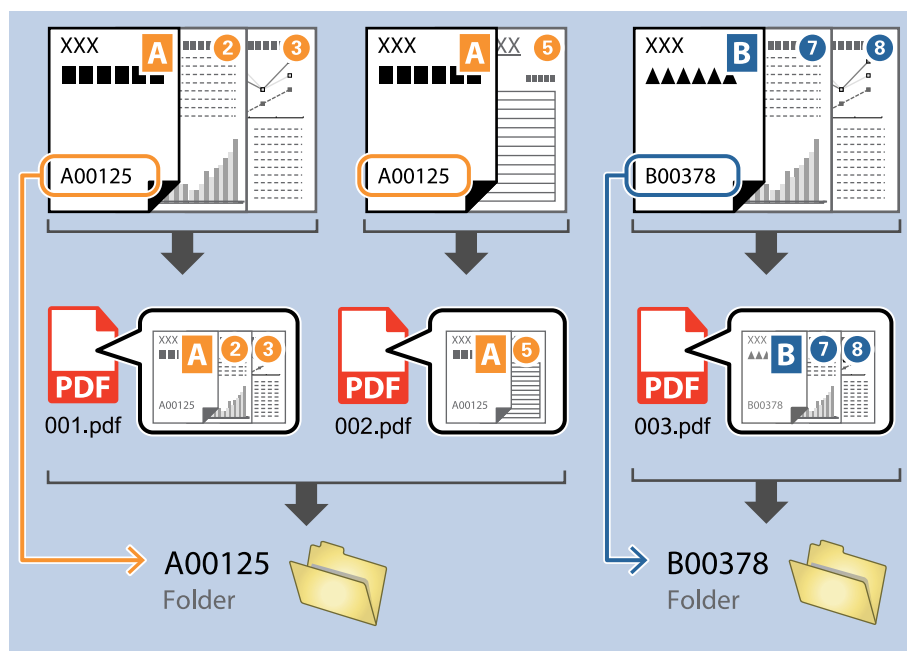 XXX A 2 3
A00125
XXX A XX 5
A00125
XXX B 7 8
B00378
PDF
001.pdf
XXX A 2 3
A00125
PDF
002.pdf
XXX A 5
A00125
PDF
003.pdf
XXX B 7 8
B00378
A00125
Folder
B00378
Folder